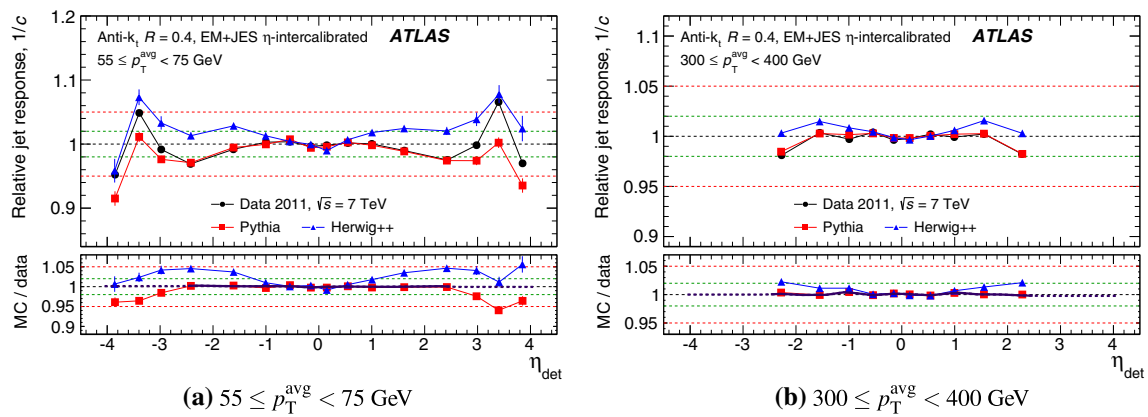 Relative jet response, 1/c
1.2
1.1
1
0.9
Anti-kt R = 0.4, EM+JES η-intercalibrated ATLAS
55 ≤ p_T^avg < 75 GeV
Data 2011, √s = 7 TeV
Pythia Herwig++
MC / data
1.05
1
0.95
0.9
-4 -3 -2 -1 0 1 2 3 4
η_det
(a) 55 ≤ p_T^avg < 75 GeV
Relative jet response, 1/c
1.1
1.05
1
0.95
0.9
Anti-kt R = 0.4, EM+JES η-intercalibrated ATLAS
300 ≤ p_T^avg < 400 GeV
Data 2011, √s = 7 TeV
Pythia Herwig++
MC / data
1.05
1
0.95
-4 -3 -2 -1 0 1 2 3 4
η_det
(b) 300 ≤ p_T^avg < 400 GeV